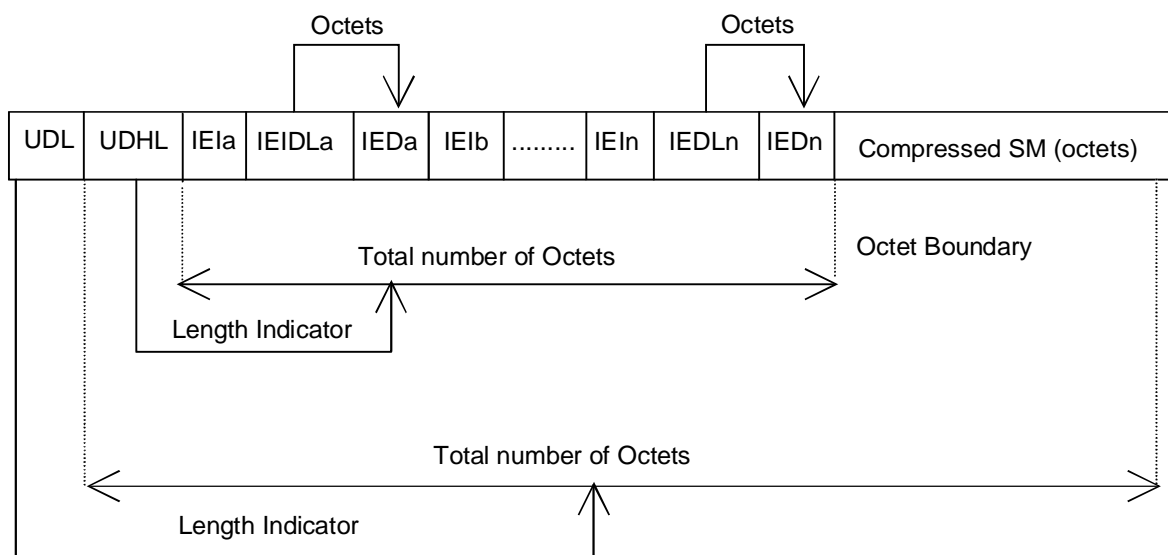 Octets Octets
UDL UDHL IEIa IEIDLa IEDa IEIb ......... IEIn IEDLn IEDn Compressed SM (octets)
Total number of Octets Octet Boundary
Length Indicator
Total number of Octets
Length Indicator